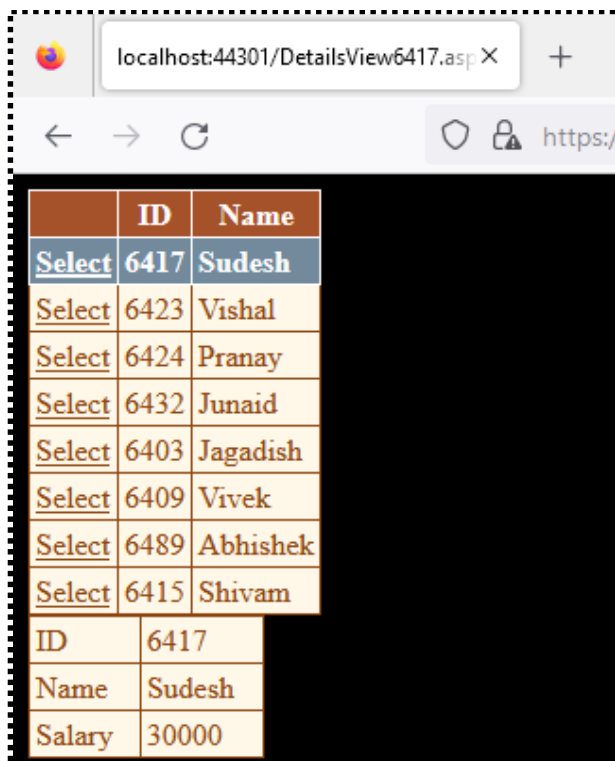 localhost:44301/DetailsView6417.asp
https:/
ID Name
Select 6417 Sudesh
Select 6423 Vishal
Select 6424 Pranay
Select 6432 Junaid
Select 6403 Jagadish
Select 6409 Vivek
Select 6489 Abhishek
Select 6415 Shivam
ID 6417
Name Sudesh
Salary 30000